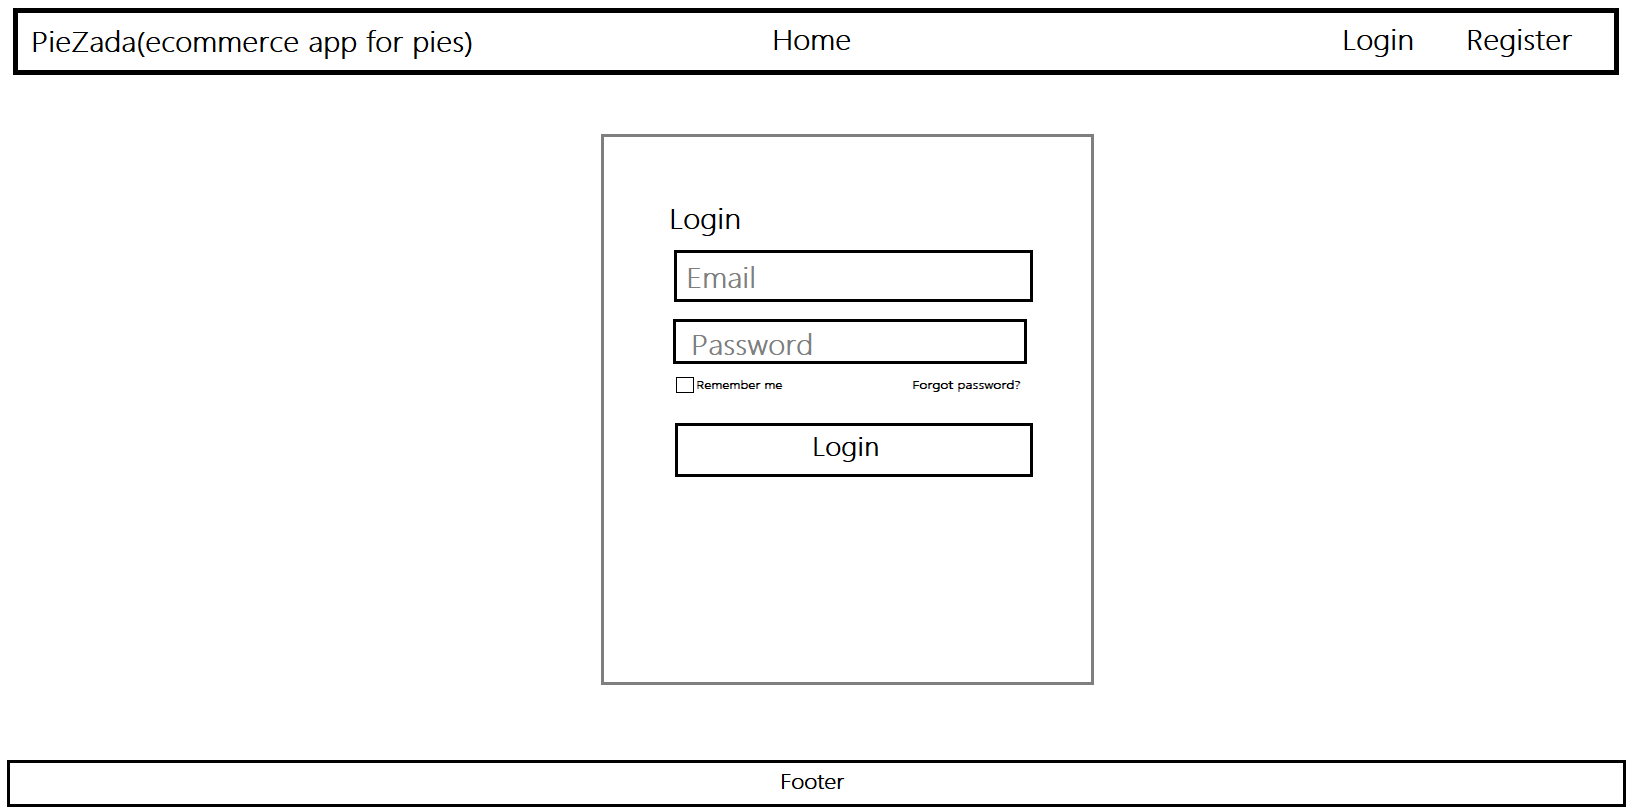 PieZada(ecommerce app for pies)
Home
Login
Register
Login
Email
Password
Remember me
Forgot password?
Login
Footer